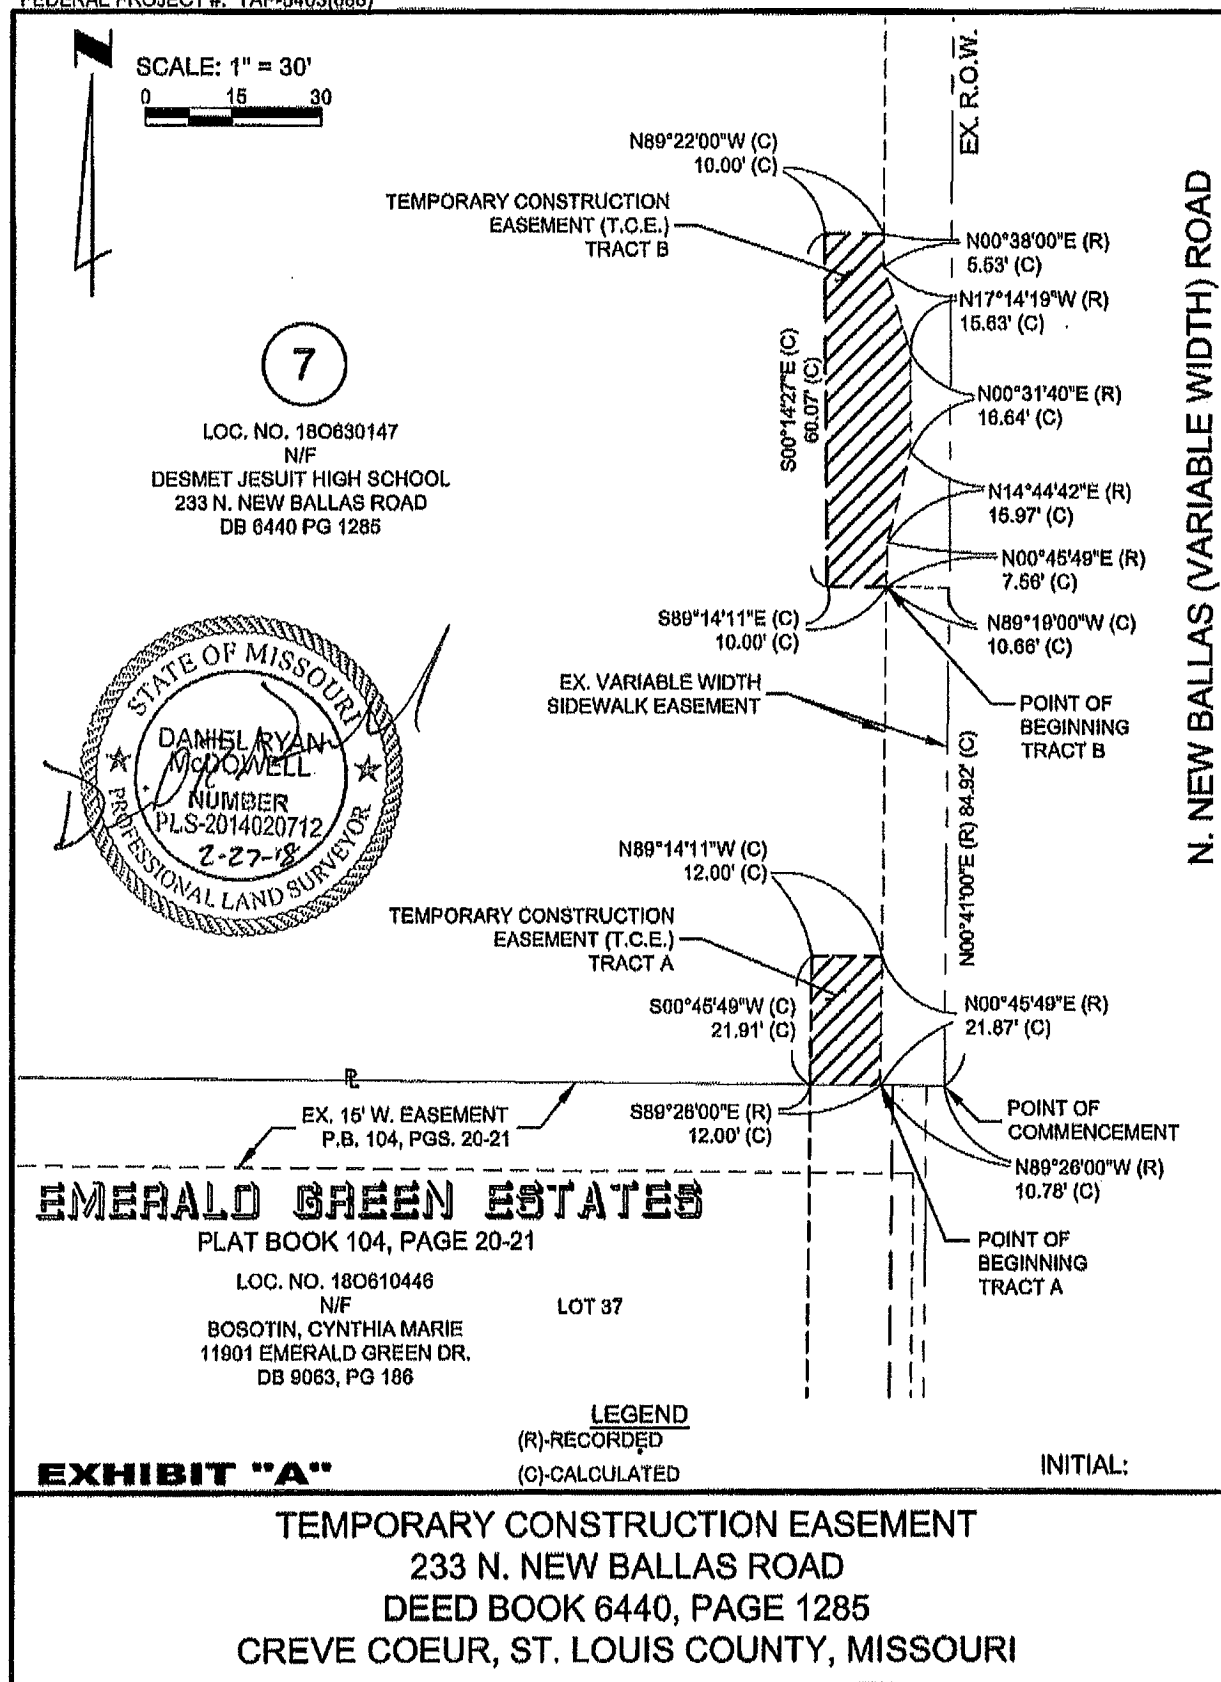 FEDERAL PROJECT #:
N
SCALE: 1" = 30'
0 15 30
EX. R.O.W.
N. NEW BALLAS (VARIABLE WIDTH) ROAD
N89°22'00"W (C)
10.00' (C)
TEMPORARY CONSTRUCTION
EASEMENT (T.C.E.)
TRACT B
N00°38'00"E (R)
5.53' (C)
N17°14'19"W (R)
15.63' (C)
S00°14'27"E (C)
60.07' (C)
N00°31'40"E (R)
16.64' (C)
N14°44'42"E (R)
15.97' (C)
N00°45'49"E (R)
7.56' (C)
7
LOC. NO. 18O630147
N/F
DESMET JESUIT HIGH SCHOOL
233 N. NEW BALLAS ROAD
DB 6440 PG 1285
S89°14'11"E (C)
10.00' (C)
N89°19'00"W (C)
10.66' (C)
EX. VARIABLE WIDTH
SIDEWALK EASEMENT
POINT OF
BEGINNING
TRACT B
STATE OF MISSOURI
DANIEL RYAN
McDOWELL
NUMBER
PLS-2014020712
2-27-18
PROFESSIONAL LAND SURVEYOR
N00°41'00"E (R) 84.92' (C)
N89°14'11"W (C)
12.00' (C)
TEMPORARY CONSTRUCTION
EASEMENT (T.C.E.)
TRACT A
S00°45'49"W (C)
21.91' (C)
N00°45'49"E (R)
21.87' (C)
PL
EX. 15' W. EASEMENT
P.B. 104, PGS. 20-21
S89°26'00"E (R)
12.00' (C)
POINT OF
COMMENCEMENT
N89°26'00"W (R)
10.78' (C)
POINT OF
BEGINNING
TRACT A
EMERALD GREEN ESTATES
PLAT BOOK 104, PAGE 20-21
LOC. NO. 18O610446
N/F
BOSOTIN, CYNTHIA MARIE
11901 EMERALD GREEN DR.
DB 9063, PG 186
LOT 37
LEGEND
(R)-RECORDED
(C)-CALCULATED
EXHIBIT "A"
INITIAL:
TEMPORARY CONSTRUCTION EASEMENT
233 N. NEW BALLAS ROAD
DEED BOOK 6440, PAGE 1285
CREVE COEUR, ST. LOUIS COUNTY, MISSOURI